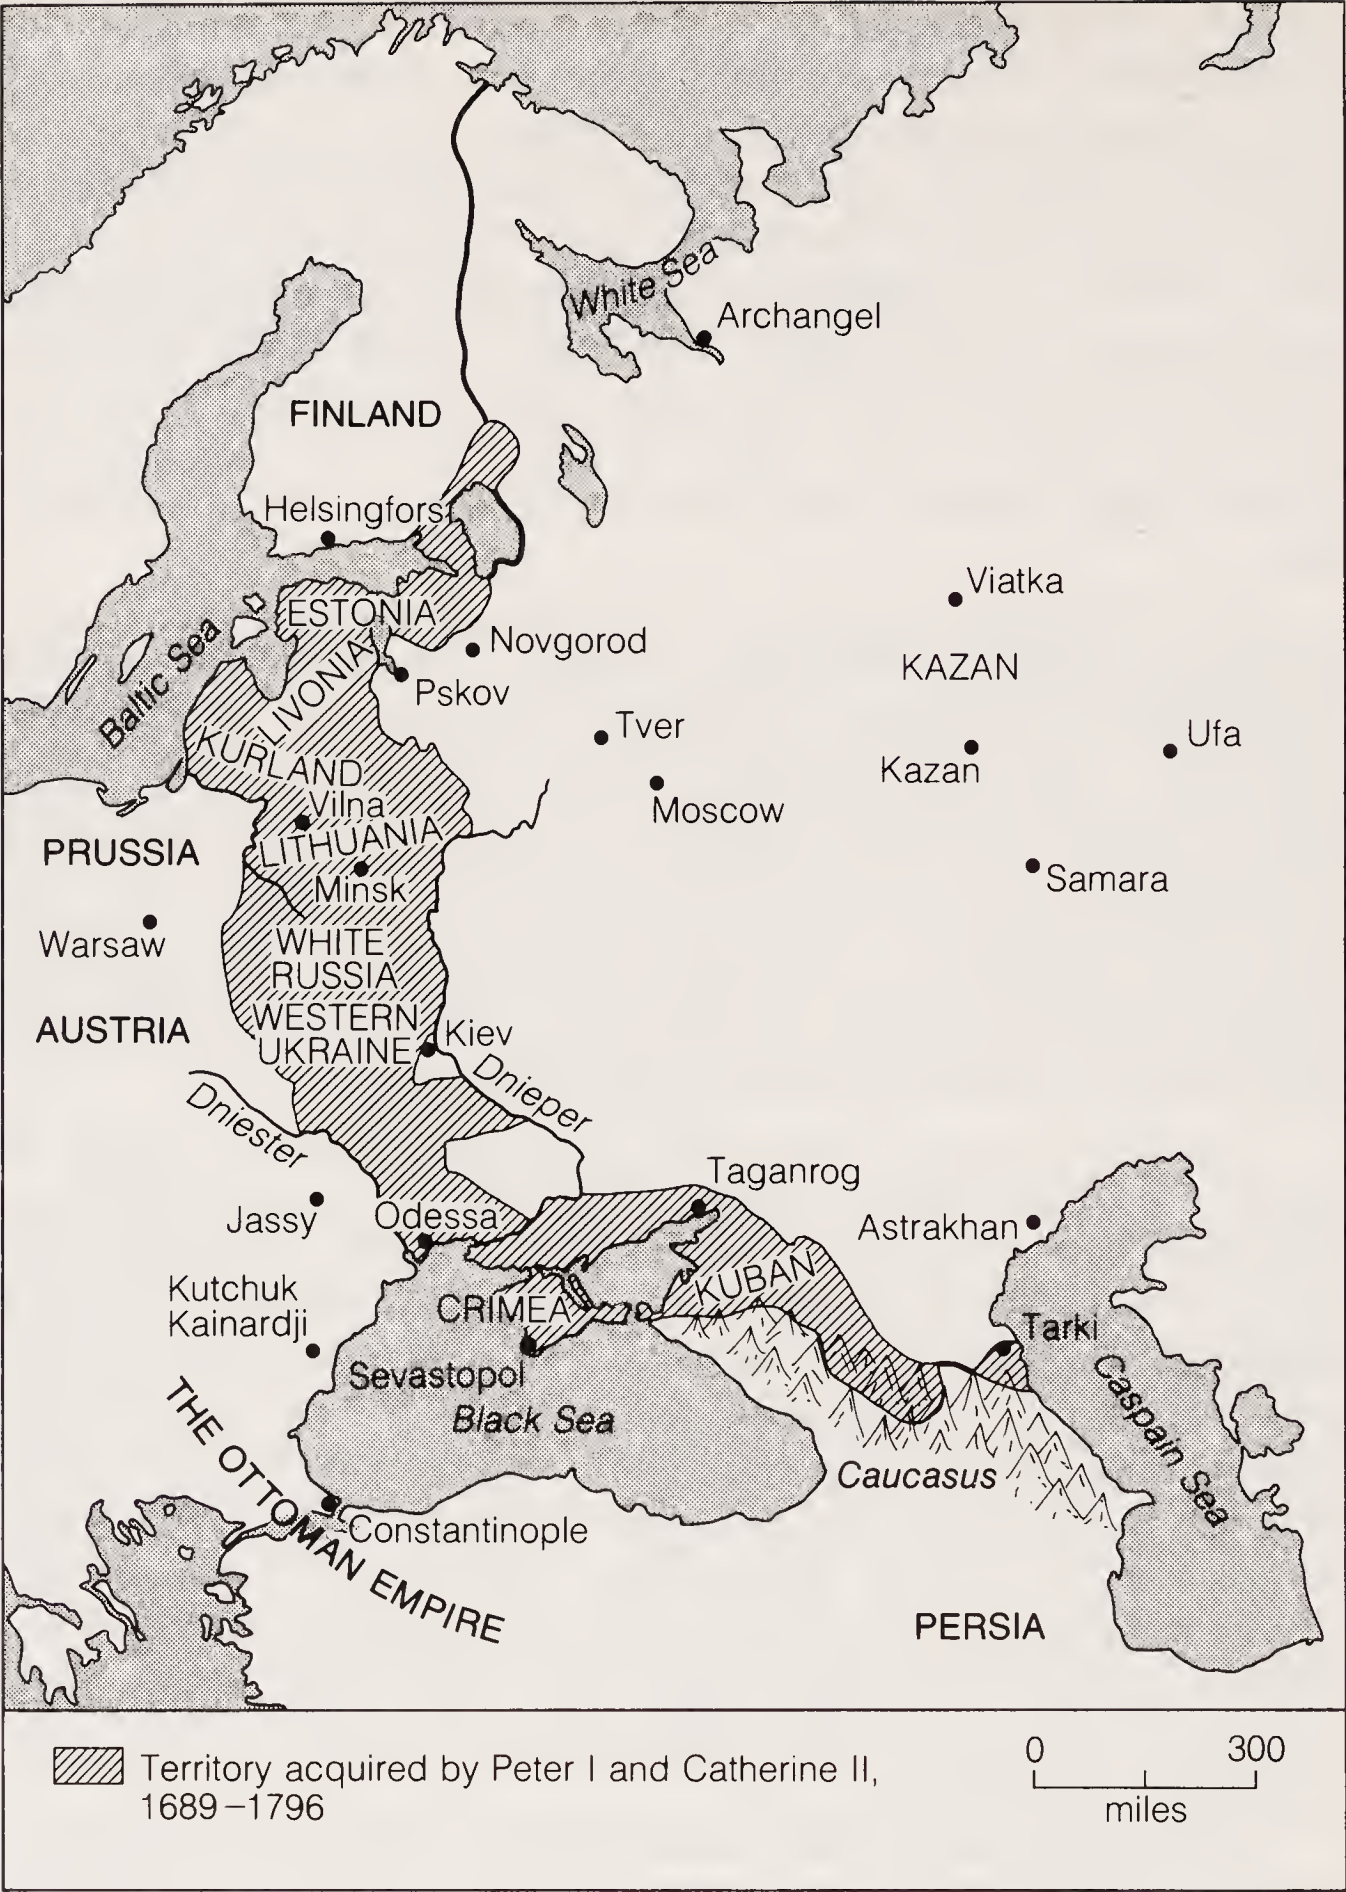 White Sea
Archangel
FINLAND
Helsingfors
Viatka
ESTONIA
Novgorod
KAZAN
Baltic Sea
LIVONIA
Pskov
Tver
Ufa
KURLAND
Kazan
Vilna
Moscow
LITHUANIA
PRUSSIA
Samara
Minsk
Warsaw
WHITE
RUSSIA
WESTERN
UKRAINE
AUSTRIA
Kiev
Dnieper
Dniester
Taganrog
Jassy
Odessa
Astrakhan
KUBAN
Kutchuk
Kainardji
CRIMEA
Tarki
Sevastopol
Black Sea
Caspain Sea
Caucasus
THE OTTOMAN EMPIRE
Constantinople
PERSIA
Territory acquired by Peter I and Catherine II,
1689–1796
0 300
miles